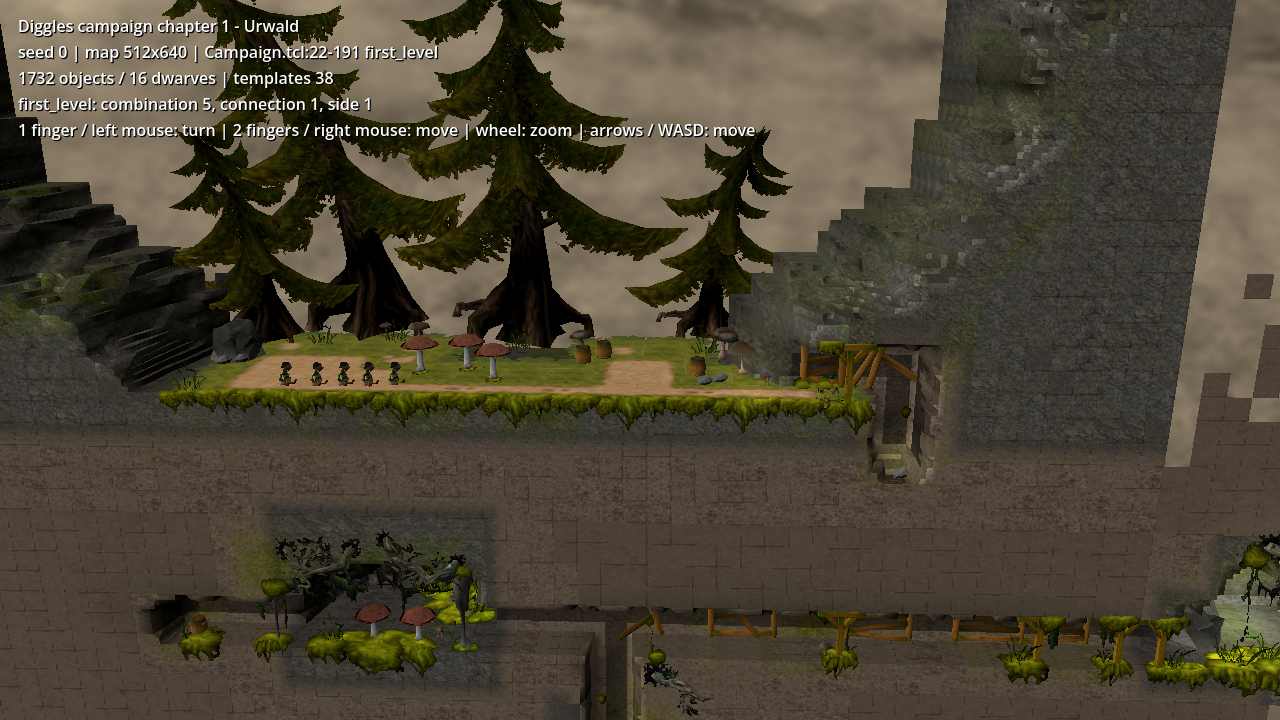 Diggles campaign chapter 1 - Urwald
seed 0 | map 512x640 | Campaign.tcl:22-191 first_level
1732 objects / 16 dwarves | templates 38
first_level: combination 5, connection 1, side 1
1 finger / left mouse: turn | 2 fingers / right mouse: move | wheel: zoom | arrows / WASD: move